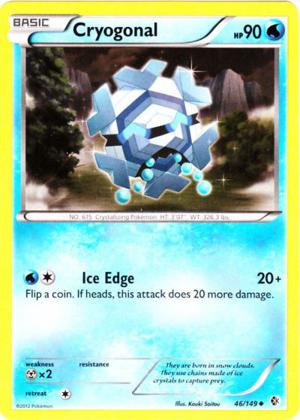 BASIC
Cryogonal
HP 90
NO. 615 Crystallizing Pokémon HT. 3'07" WT. 326.3 lbs.
Ice Edge 20+
Flip a coin. If heads, this attack does 20 more damage.
weakness
×2
resistance
retreat
They are born in snow clouds.
They use chains made of ice
crystals to capture prey.
©2012 Pokémon
Illus. Kouki Saitou
46/149